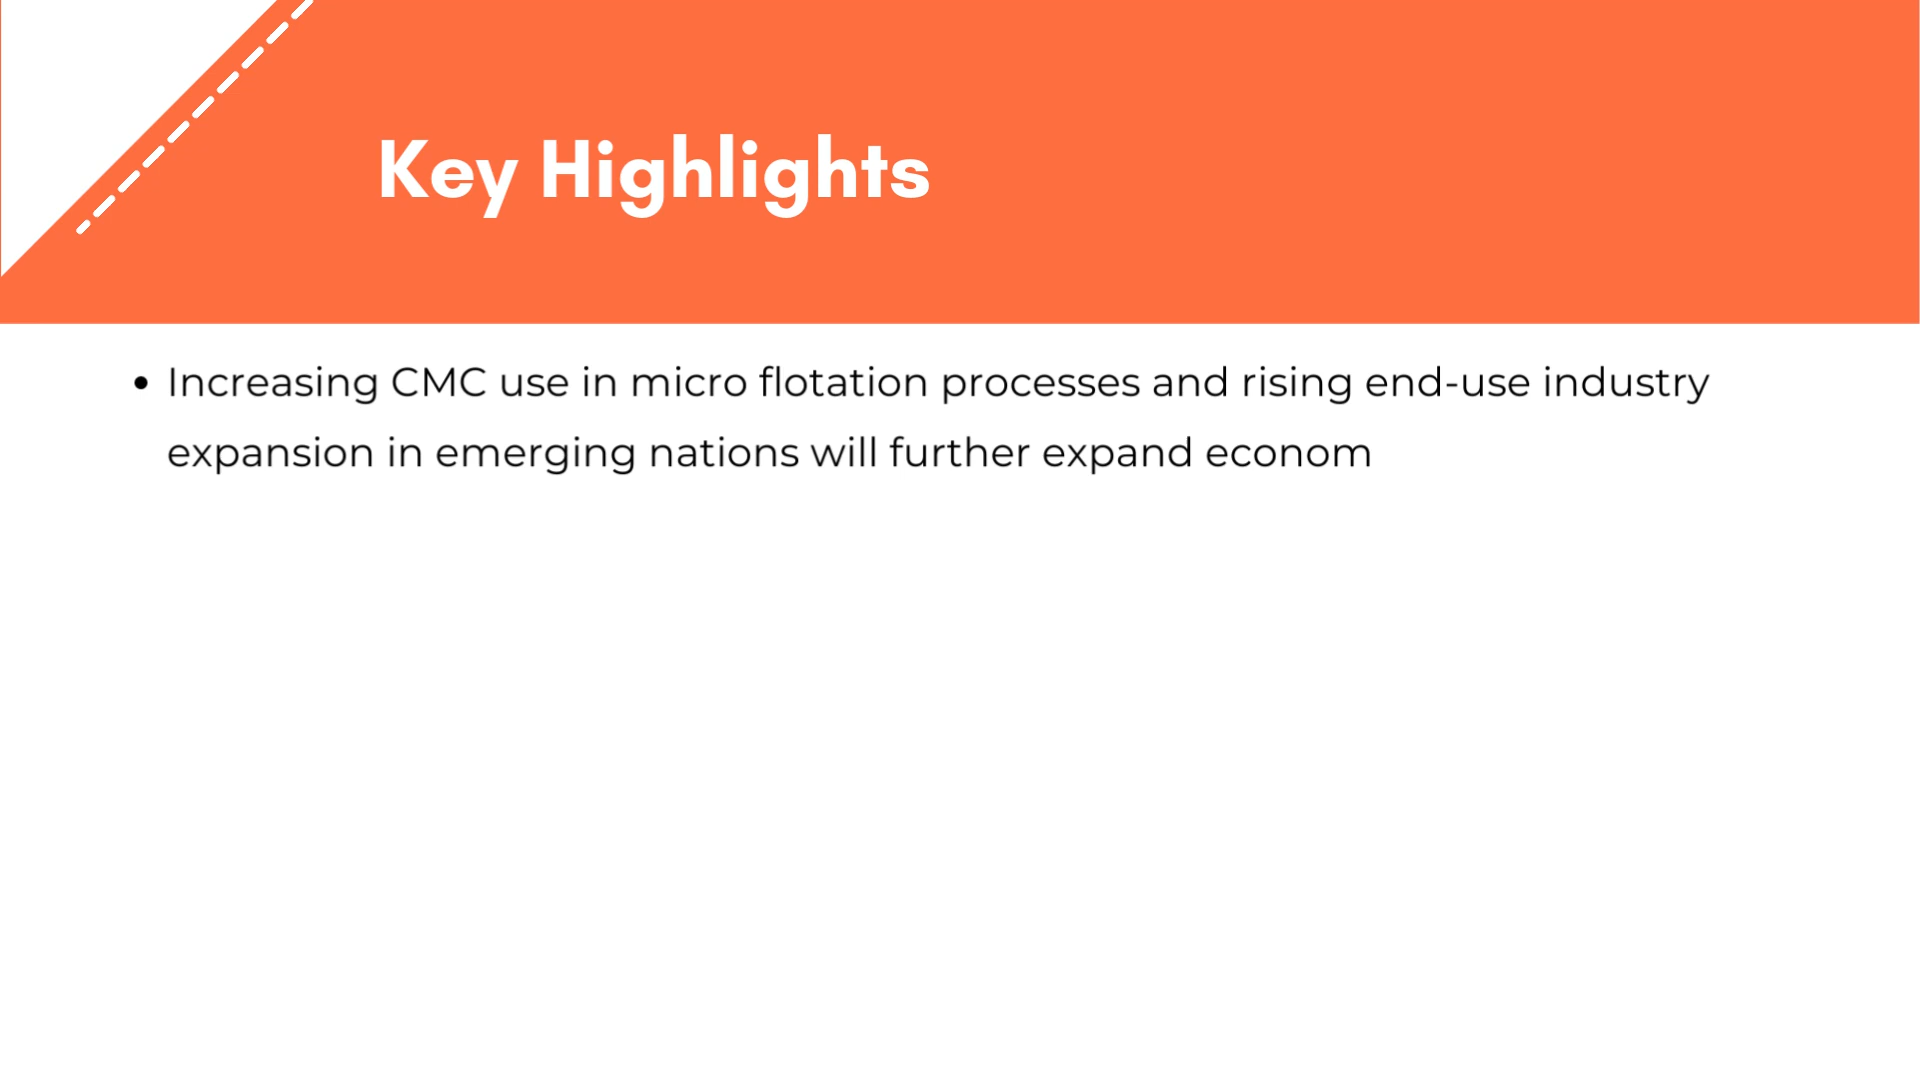 Key Highlights
• Increasing CMC use in micro flotation processes and rising end-use industry
expansion in emerging nations will further expand econom